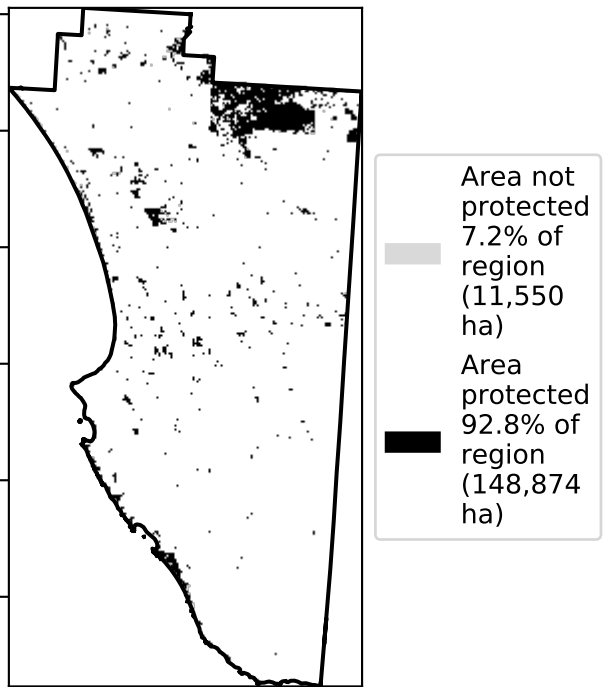 Area not
protected
7.2% of
region
(11,550
ha)
Area
protected
92.8% of
region
(148,874
ha)